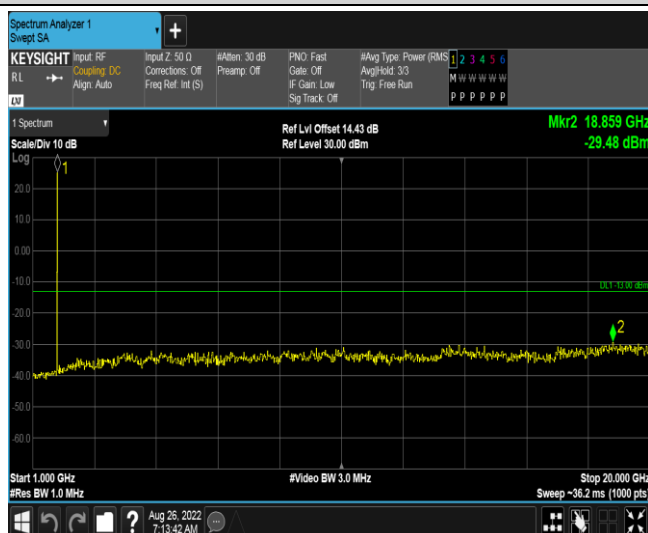 Spectrum Analyzer 1
Swept SA
KEYSIGHT
RL
LXI
Input: RF
Coupling: DC
Align: Auto
Input Z: 50 Ω
Corrections: Off
Freq Ref: Int (S)
#Atten: 30 dB
Preamp: Off
PNO: Fast
Gate: Off
IF Gain: Low
Sig Track: Off
#Avg Type: Power (RMS
Avg|Hold: 3/3
Trig: Free Run
1 2 3 4 5 6
M W W W W W
P P P P P P
1 Spectrum
Scale/Div 10 dB
Ref Lvl Offset 14.43 dB
Ref Level 30.00 dBm
Mkr2 18.859 GHz
-29.48 dBm
Log
1
20.0
10.0
0.00
-10.0
DL1 -13.00 dBm
2
-30.0
-40.0
-50.0
-60.0
Start 1.000 GHz
#Video BW 3.0 MHz
Stop 20.000 GHz
#Res BW 1.0 MHz
Sweep ~36.2 ms (1000 pts)
?
Aug 26, 2022
7:13:42 AM